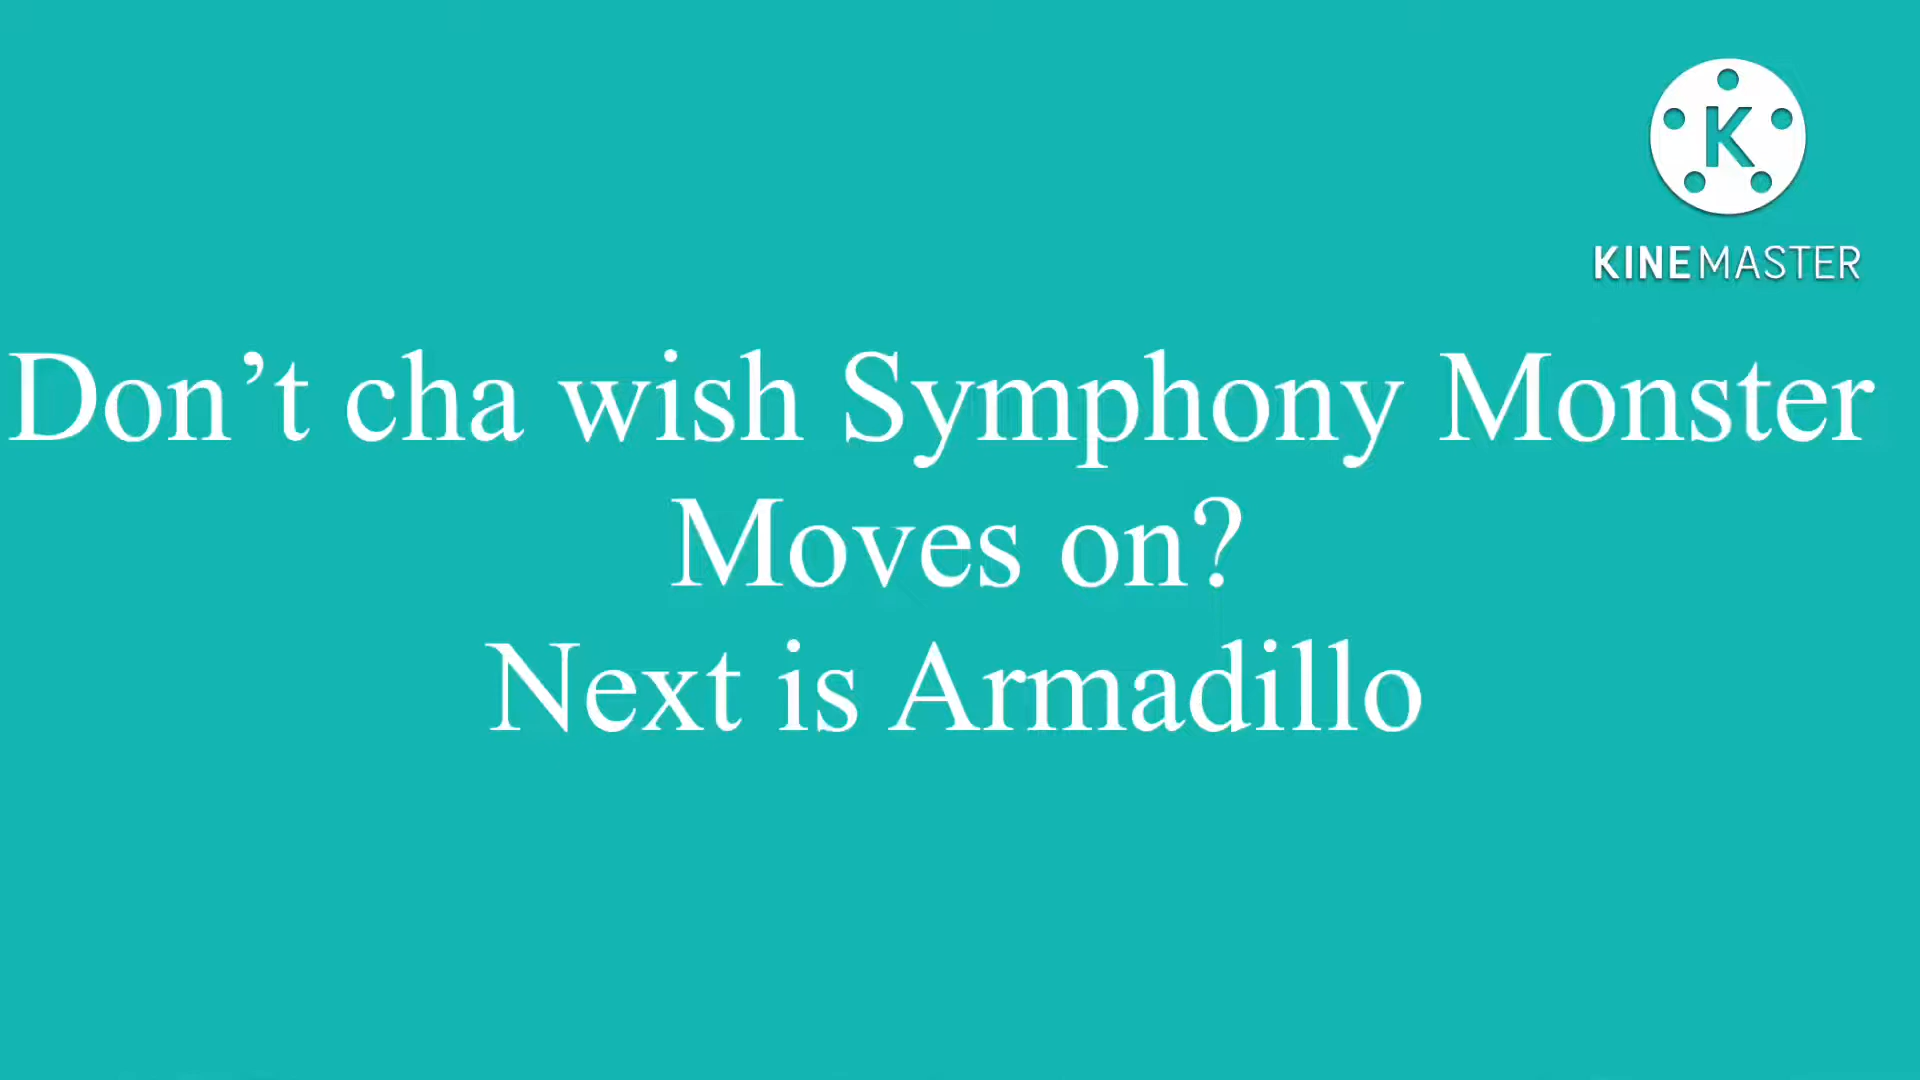 K
KINEMASTER
Don’t cha wish Symphony Monster
Moves on?
Next is Armadillo